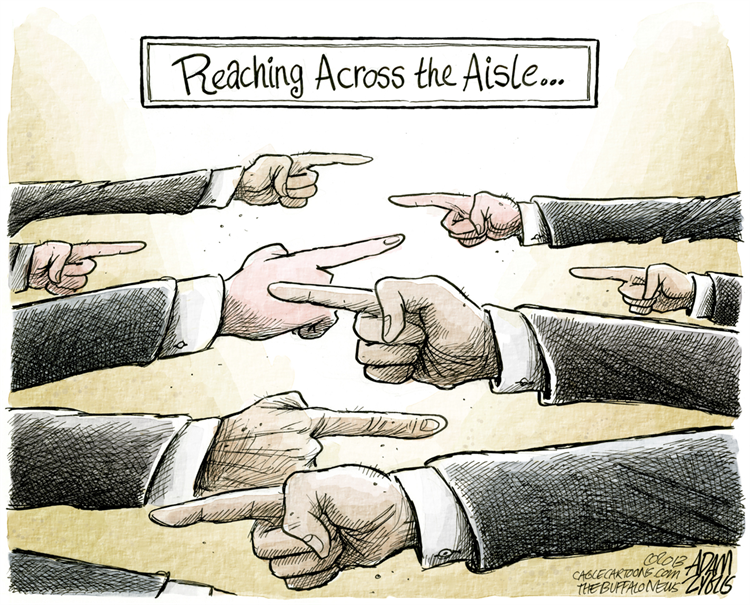 Reaching Across the Aisle...
©2013
CAGLECARTOONS.COM
THE BUFFALO NEWS
ADAM
ZYGLIS